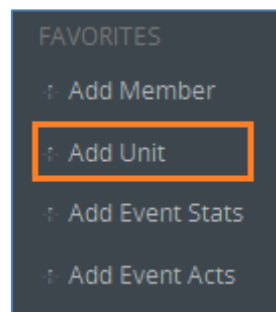 FAVORITES
Add Member
Add Unit
Add Event Stats
Add Event Acts